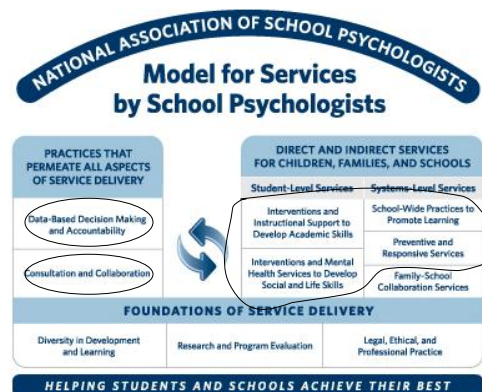 NATIONAL ASSOCIATION OF SCHOOL PSYCHOLOGISTS
Model for Services
by School Psychologists
PRACTICES THAT
PERMEATE ALL ASPECTS
OF SERVICE DELIVERY
Data-Based Decision Making
and Accountability
Consultation and Collaboration
DIRECT AND INDIRECT SERVICES
FOR CHILDREN, FAMILIES, AND SCHOOLS
Student-Level Services
Systems-Level Services
Interventions and
Instructional Support to
Develop Academic Skills
Interventions and Mental
Health Services to Develop
Social and Life Skills
School-Wide Practices to
Promote Learning
Preventive and
Responsive Services
Family-School
Collaboration Services
FOUNDATIONS OF SERVICE DELIVERY
Diversity in Development
and Learning
Research and Program Evaluation
Legal, Ethical, and
Professional Practice
HELPING STUDENTS AND SCHOOLS ACHIEVE THEIR BEST